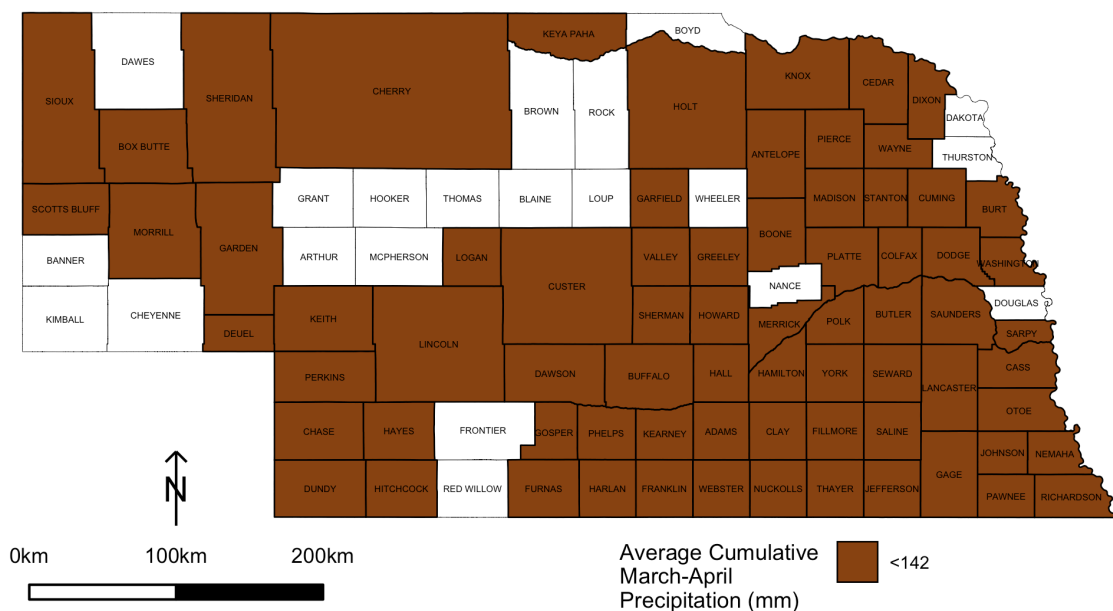 BOYD
KEYA PAHA
DAWES
KNOX
CEDAR
SIOUX
SHERIDAN
CHERRY
DIXON
HOLT
BROWN
ROCK
DAKOTA
BOX BUTTE
PIERCE
WAYNE
ANTELOPE
THURSTON
GRANT
HOOKER
THOMAS
BLAINE
LOUP
GARFIELD
WHEELER
MADISON
STANTON
CUMING
SCOTTS BLUFF
BURT
MORRILL
GARDEN
BOONE
BANNER
ARTHUR
MCPHERSON
LOGAN
VALLEY
GREELEY
PLATTE
COLFAX
DODGE
WASHINGTON
CUSTER
NANCE
DOUGLAS
KIMBALL
CHEYENNE
KEITH
SHERMAN
HOWARD
MERRICK
POLK
BUTLER
SAUNDERS
DEUEL
SARPY
LINCOLN
PERKINS
DAWSON
BUFFALO
HALL
HAMILTON
YORK
SEWARD
CASS
LANCASTER
OTOE
CHASE
HAYES
FRONTIER
GOSPER
PHELPS
KEARNEY
ADAMS
CLAY
FILLMORE
SALINE
JOHNSON
NEMAHA
GAGE
DUNDY
HITCHCOCK
RED WILLOW
FURNAS
HARLAN
FRANKLIN
WEBSTER
NUCKOLLS
THAYER
JEFFERSON
PAWNEE
RICHARDSON
N
0km
100km
200km
Average Cumulative
March-April
Precipitation (mm)
<142